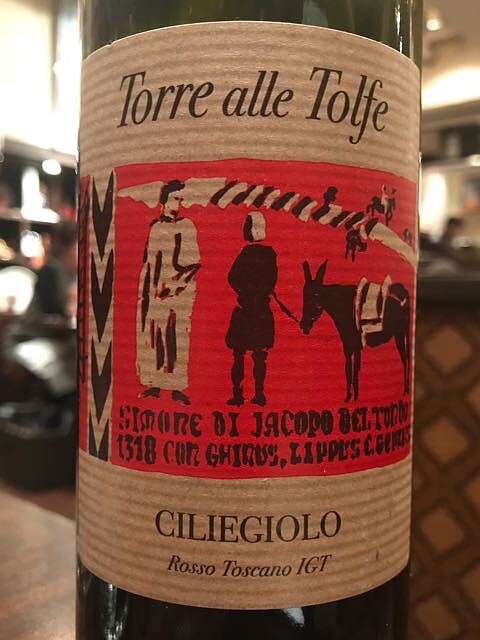 Torre alle Tolfe
SIMONE DI JACOPO DEL TONDO
1318 CON GHINUS, LIPPUS C.
CILIEGIOLO
Rosso Toscano IGT